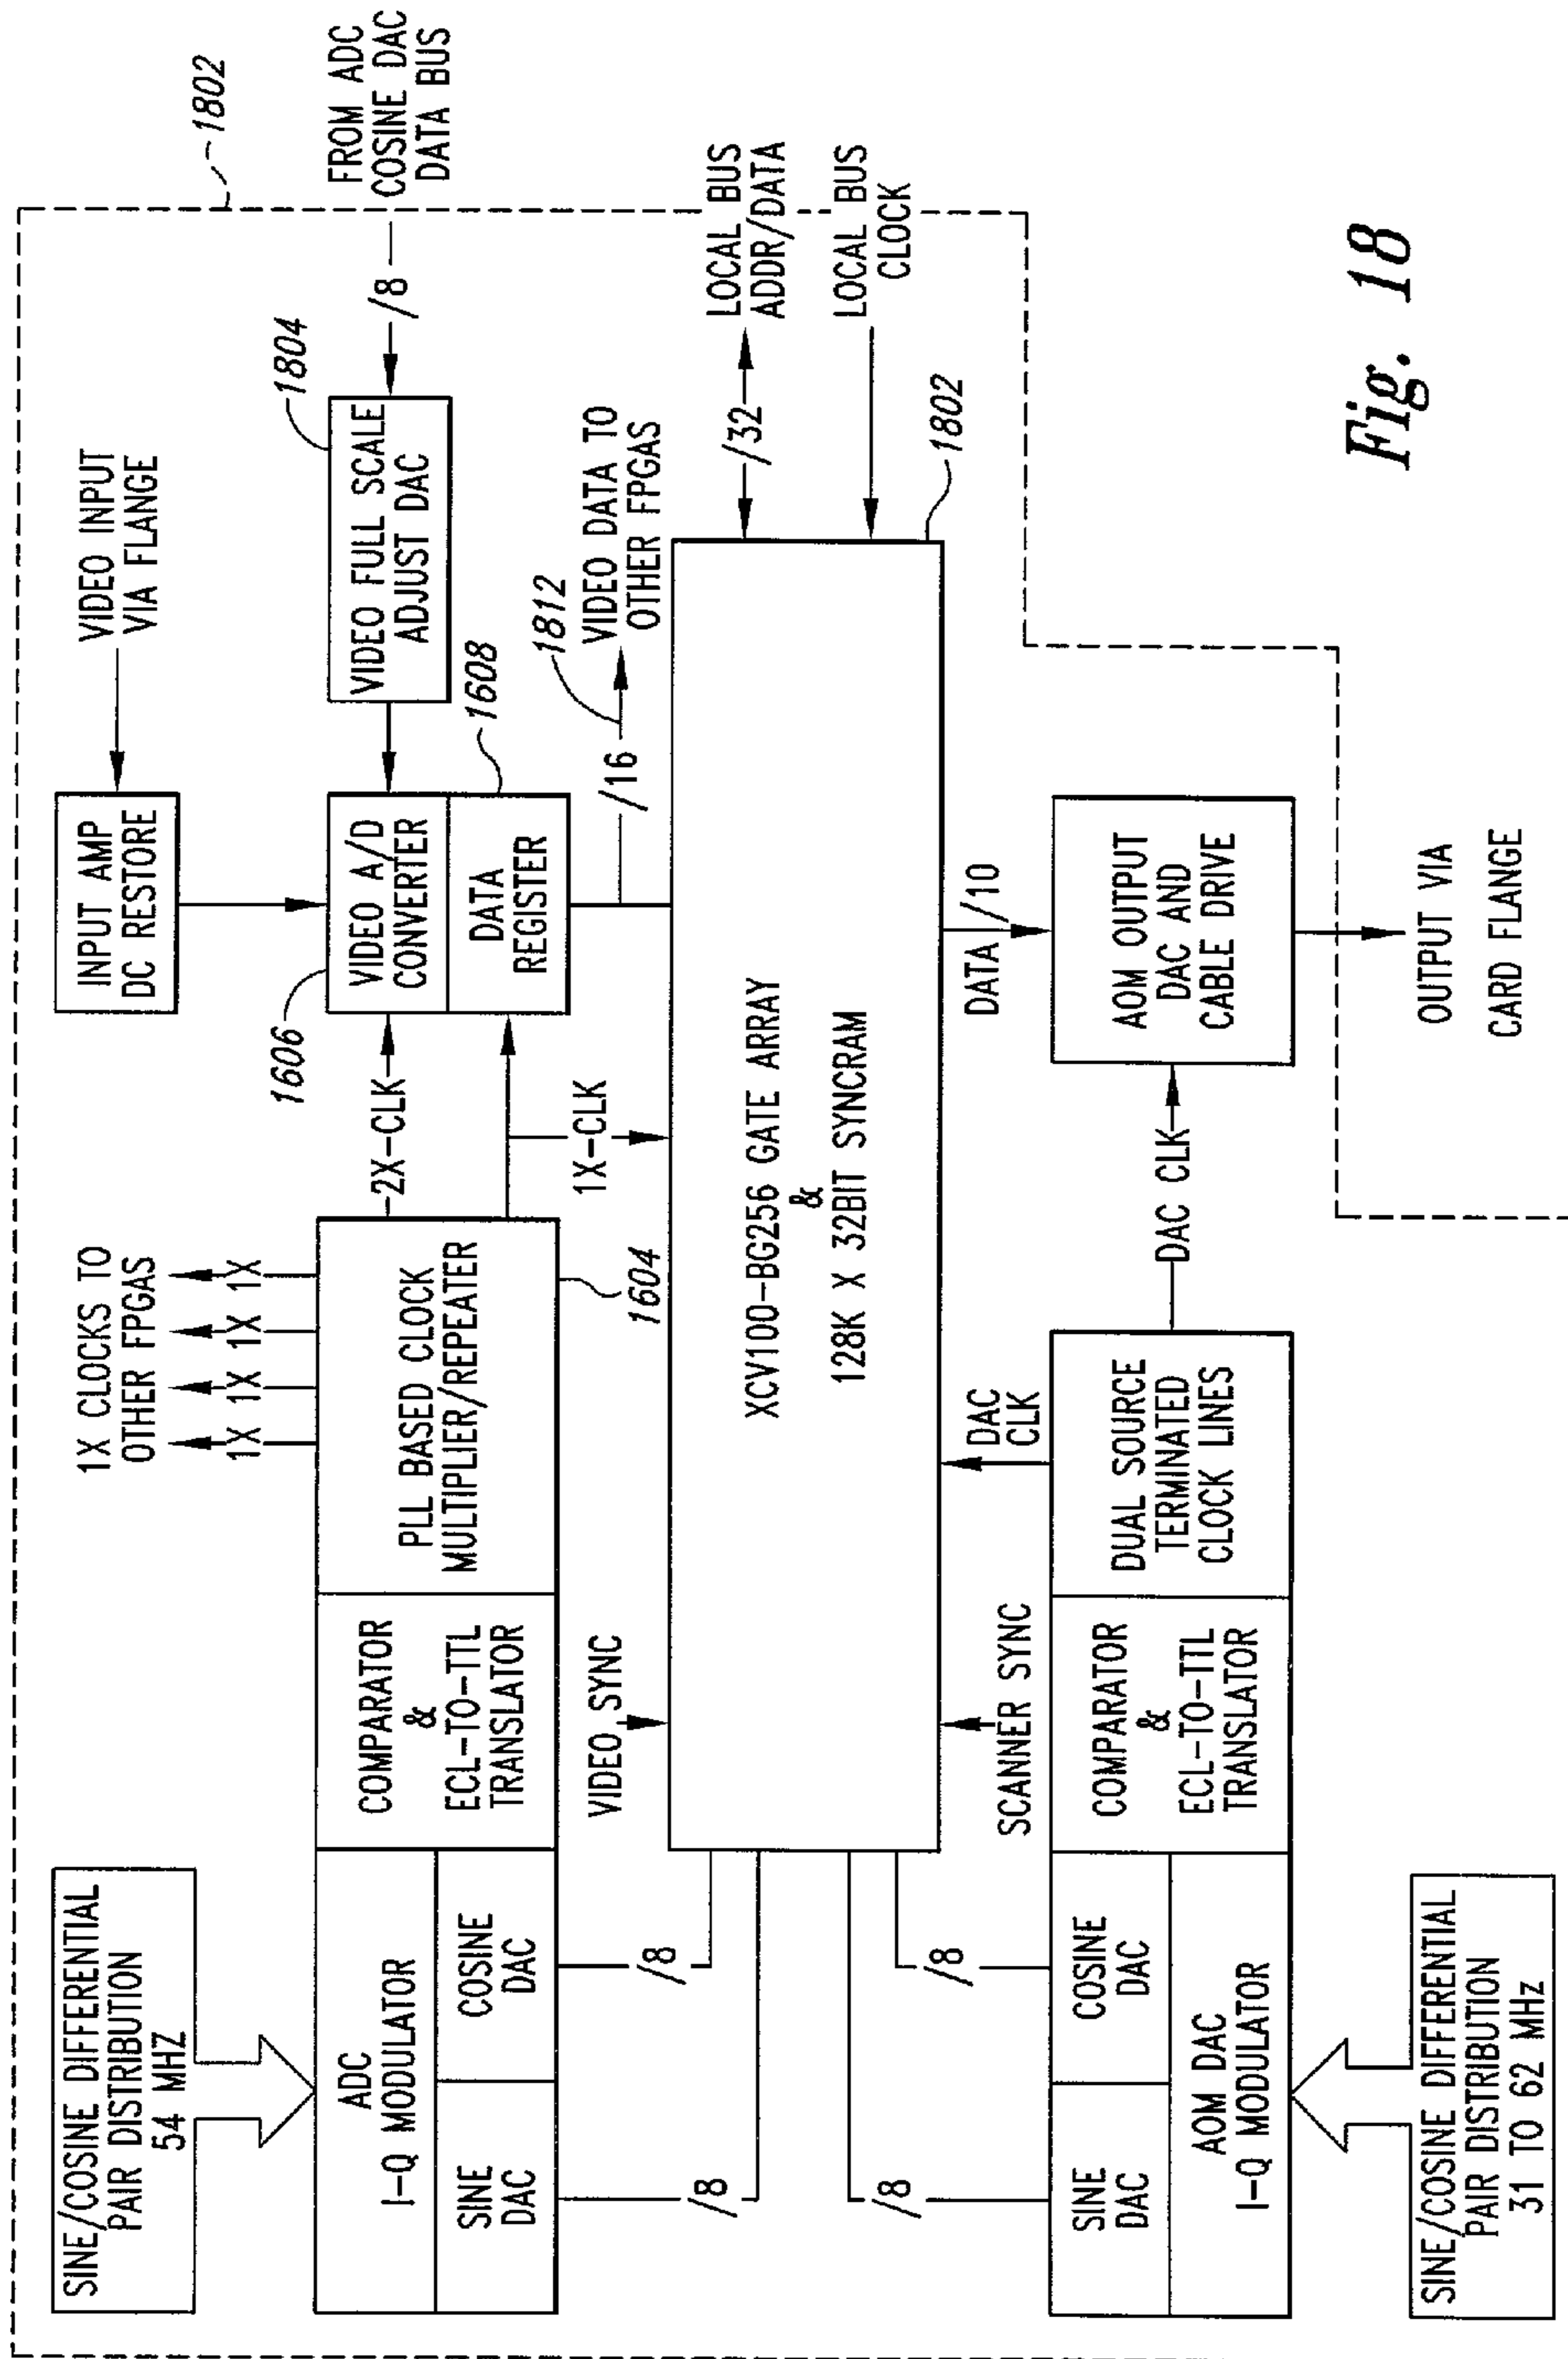 SINE/COSINE DIFFERENTIAL
PAIR DISTRIBUTION
54 MHZ
1X CLOCKS TO
OTHER FPGAS
1X 1X 1X 1X
INPUT AMP
DC RESTORE
VIDEO INPUT
VIA FLANGE
1802
ADC
I-Q MODULATOR
SINE
DAC
COSINE
DAC
COMPARATOR
&
ECL-TO-TTL
TRANSLATOR
PLL BASED CLOCK
MULTIPLIER/REPEATER
1604
2X-CLK
1606
VIDEO A/D
CONVERTER
DATA
REGISTER
1608
VIDEO FULL SCALE
ADJUST DAC
1804
/8
FROM ADC
COSINE DAC
DATA BUS
/8
/8
VIDEO SYNC
1X-CLK
/16
1812
VIDEO DATA TO
OTHER FPGAS
XCV100-BG256 GATE ARRAY
&
128K X 32BIT SYNCRAM
/32
LOCAL BUS
ADDR/DATA
LOCAL BUS
CLOCK
1802
/8
/8
SCANNER SYNC
DAC
CLK
DATA
/10
SINE
DAC
COSINE
DAC
AOM DAC
I-Q MODULATOR
COMPARATOR
&
ECL-TO-TTL
TRANSLATOR
DUAL SOURCE
TERMINATED
CLOCK LINES
DAC CLK
AOM OUTPUT
DAC AND
CABLE DRIVE
SINE/COSINE DIFFERENTIAL
PAIR DISTRIBUTION
31 TO 62 MHz
OUTPUT VIA
CARD FLANGE
Fig. 18